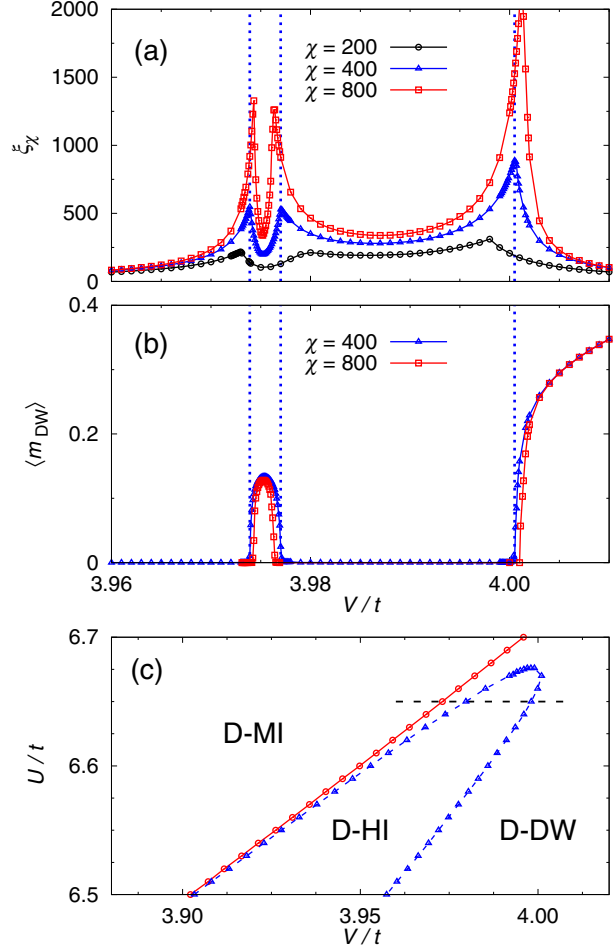 2000
1500
1000
500
250
0
ξχ
(a)
χ = 200
χ = 400
χ = 800
0.4
0.2
0
⟨mDW⟩
(b)
χ = 400
χ = 800
3.96
3.98
4.00
V / t
6.7
6.6
6.5
U / t
(c)
D-MI
D-HI
D-DW
3.90
3.95
4.00
V / t